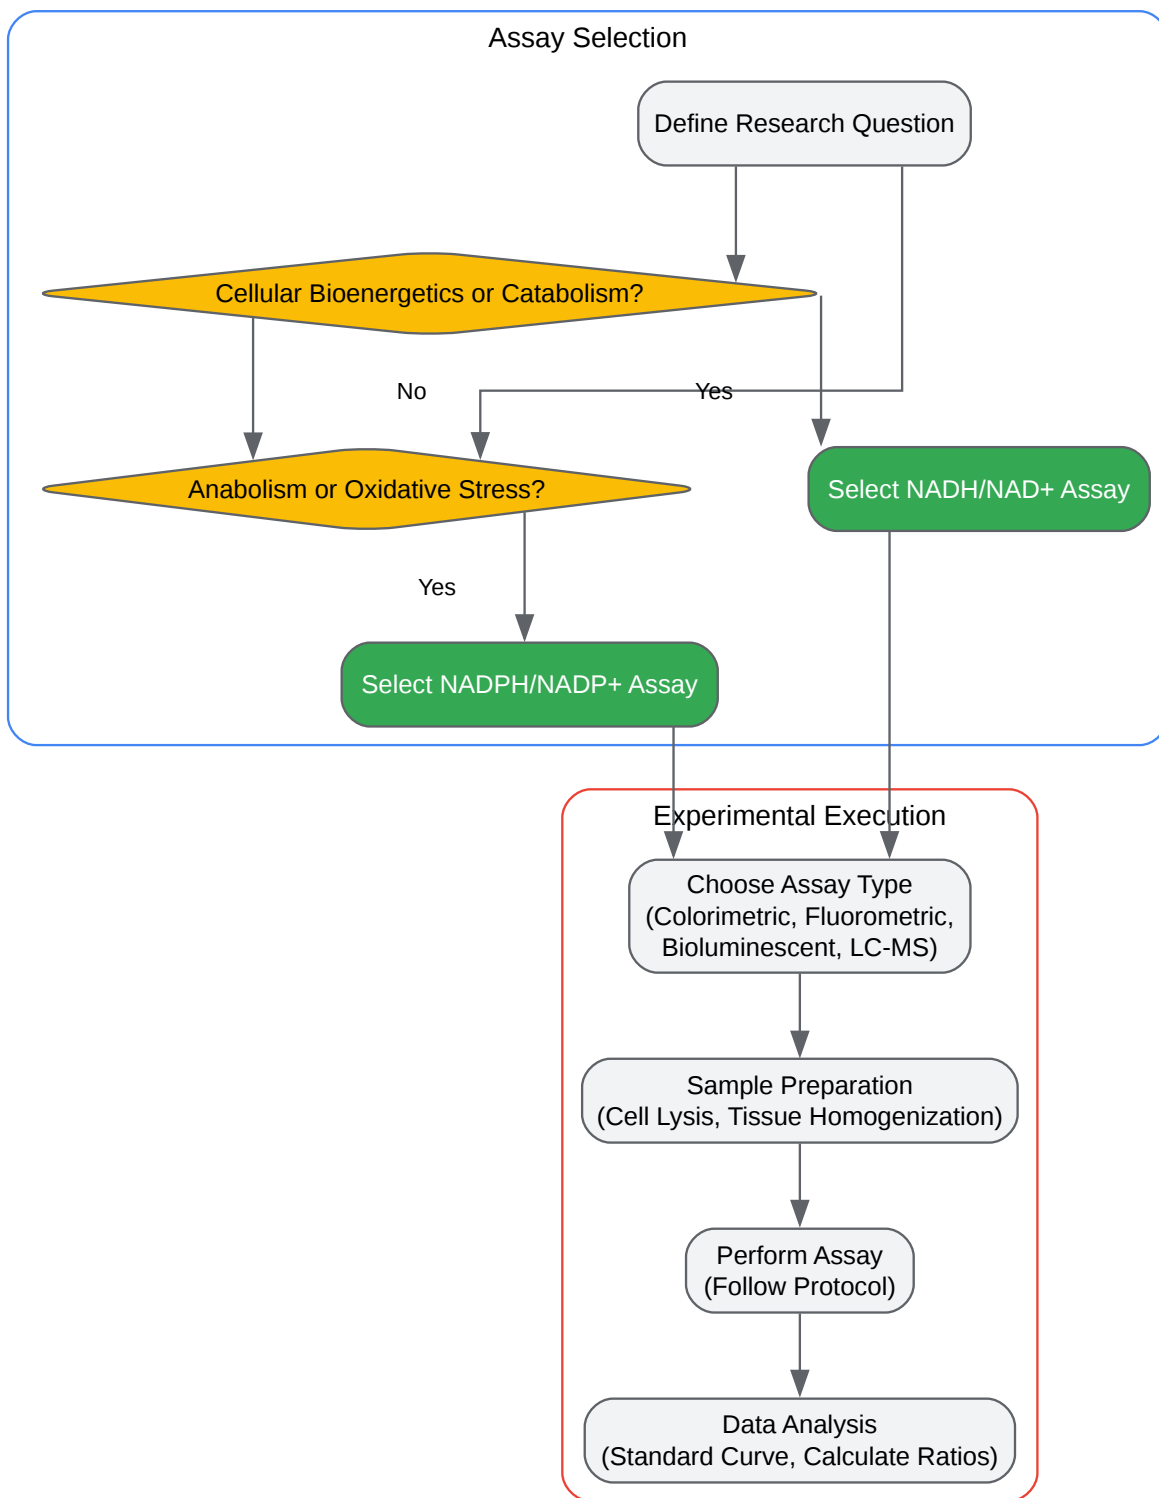 Assay Selection
Define Research Question
Cellular Bioenergetics or Catabolism?
No
Yes
Anabolism or Oxidative Stress?
Select NADH/NAD+ Assay
Yes
Select NADPH/NADP+ Assay
Experimental Execution
Choose Assay Type
(Colorimetric, Fluorometric,
Bioluminescent, LC-MS)
Sample Preparation
(Cell Lysis, Tissue Homogenization)
Perform Assay
(Follow Protocol)
Data Analysis
(Standard Curve, Calculate Ratios)